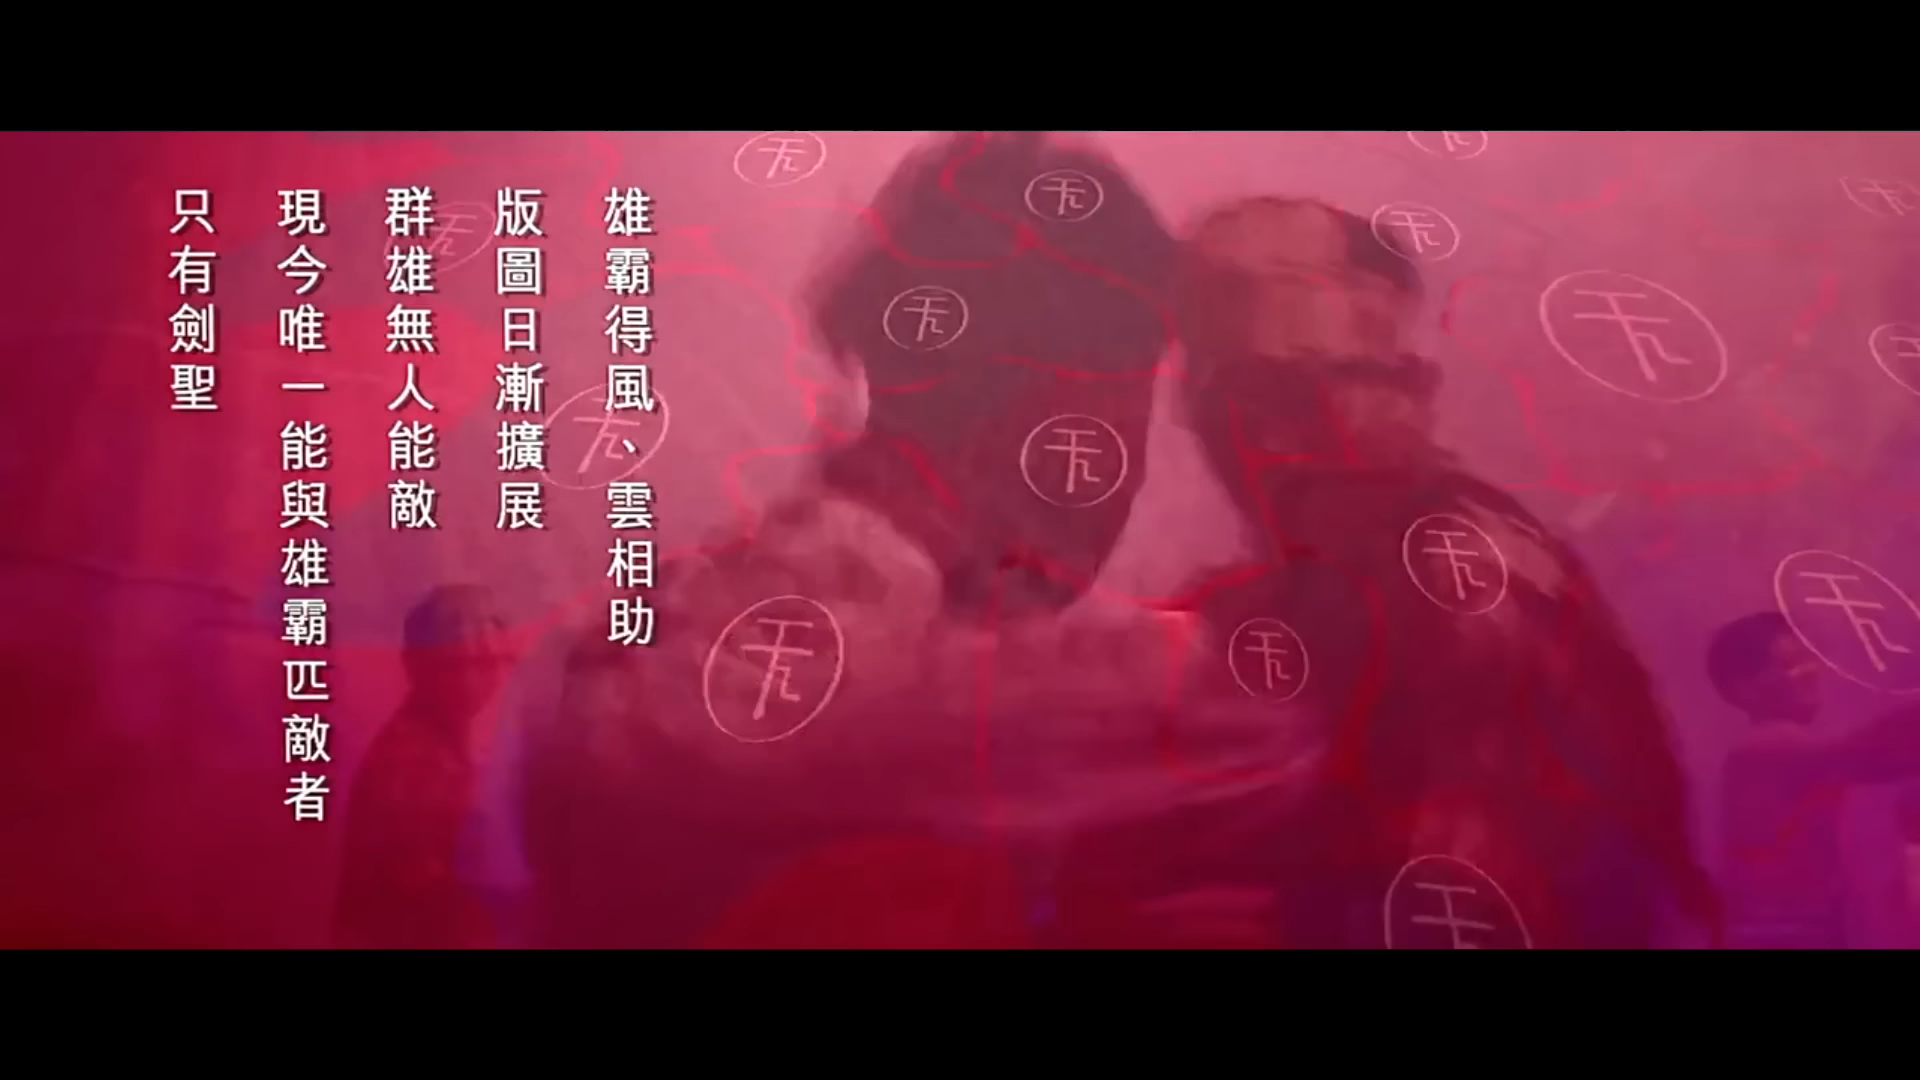 雄霸得風、雲相助
版圖日漸擴展
群雄無人能敵
現今唯一能與雄霸匹敵者
只有劍聖